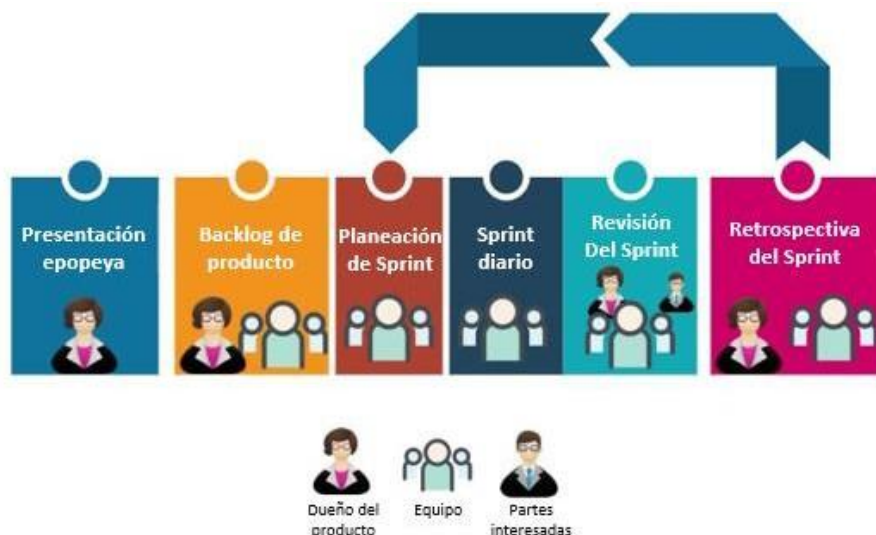 Presentación
epopeya
Backlog de
producto
Planeación
de Sprint
Sprint
diario
Revisión
Del Sprint
Retrospectiva
del Sprint
Dueño del
producto
Equipo
Partes
interesadas